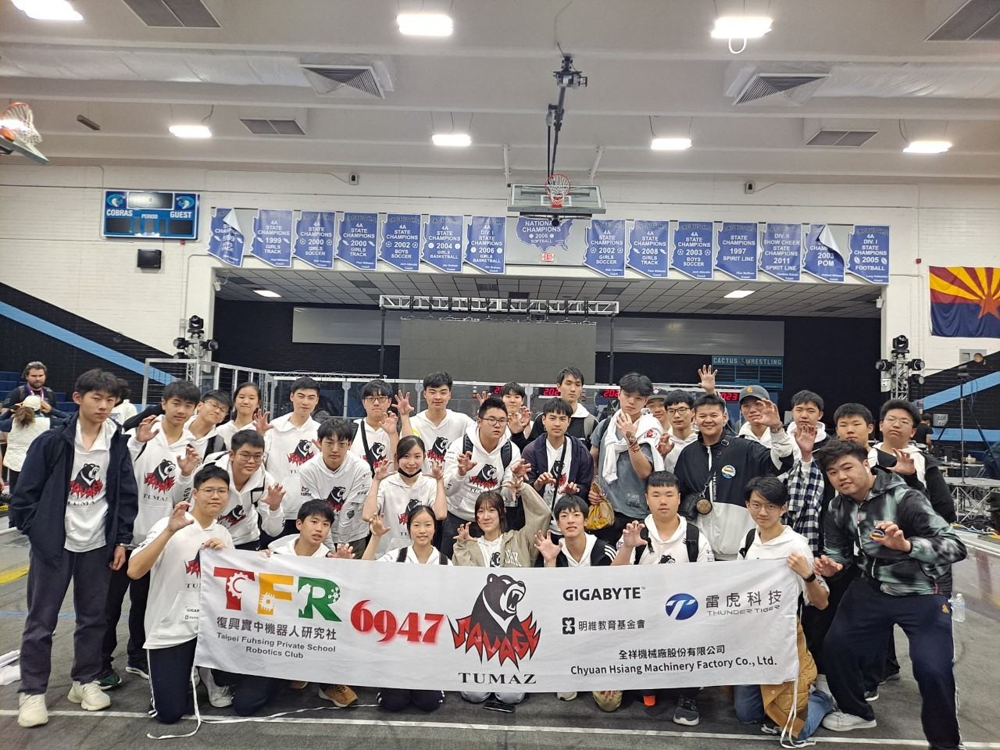 COBRAS PERIOD GUEST
4A
STATE
CHAMPIONS
1999
GIRLS
TRACK
4A
STATE
CHAMPIONS
2000
GIRLS
SOCCER
4A
STATE
CHAMPIONS
2000
GIRLS
TRACK
4A
STATE
CHAMPIONS
2002
BOYS
SOCCER
4A
STATE
CHAMPIONS
2004
GIRLS
BASKETBALL
4A
DIV. I
STATE
CHAMPIONS
2006
GIRLS
BASKETBALL
NATIONAL
CHAMPIONS
2006
SOFTBALL
STATE
CHAMPIONS
2002
GIRLS
SOCCER
4A
STATE
CHAMPIONS
2008
GIRLS
TRACK
4A
STATE
CHAMPIONS
2003
BOYS
SOCCER
STATE
CHAMPIONS
1997
SPIRIT LINE
DIV. II
SHOW CHEER
STATE
CHAMPIONS
2011
SPIRIT LINE
2003
POM
4A
DIV. I
STATE
CHAMPIONS
2005
FOOTBALL
CACTUS WRESTLING
TFR
復興實中機器人研究社
Taipei Fuhsing Private School
Robotics Club
6947
SAVAGE
TUMAZ
GIGABYTE™
明維教育基金會
雷虎科技
THUNDER TIGER
全祥機械廠股份有限公司
Chyuan Hsiang Machinery Factory Co., Ltd.
TUMAZ
TUMAZ
TUMAZ